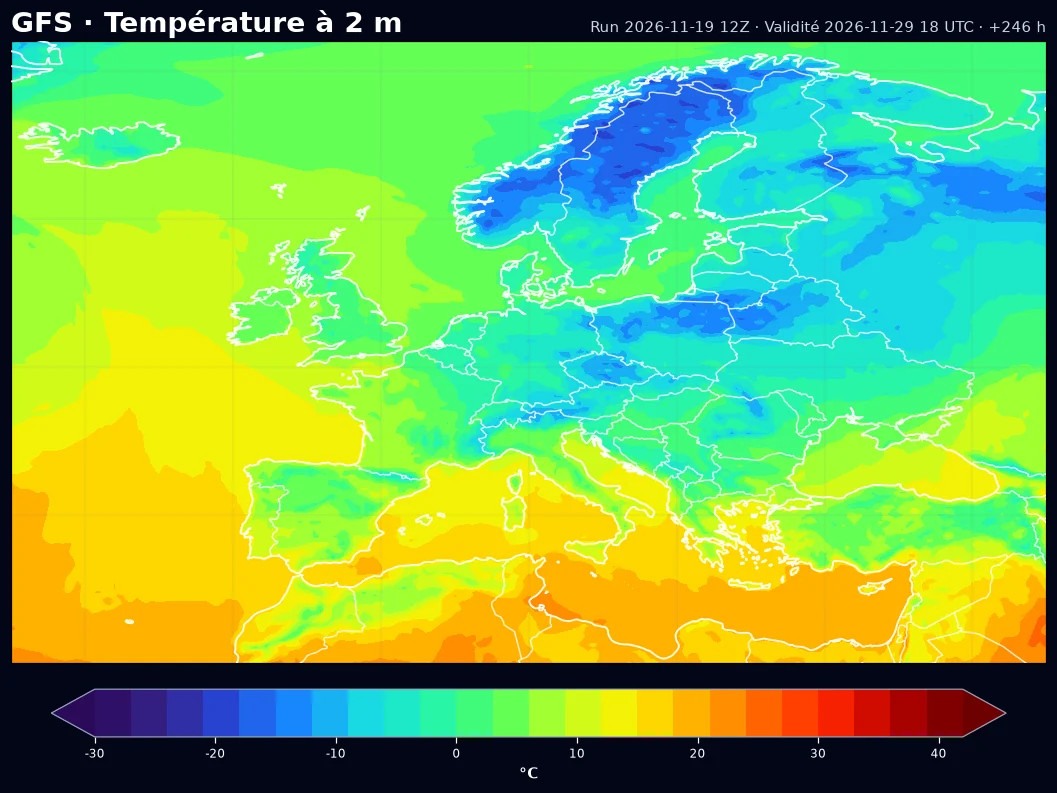 GFS · Température à 2 m
Run 2026-11-19 12Z · Validité 2026-11-29 18 UTC · +246 h
-30 -20 -10 0 10 20 30 40
°C